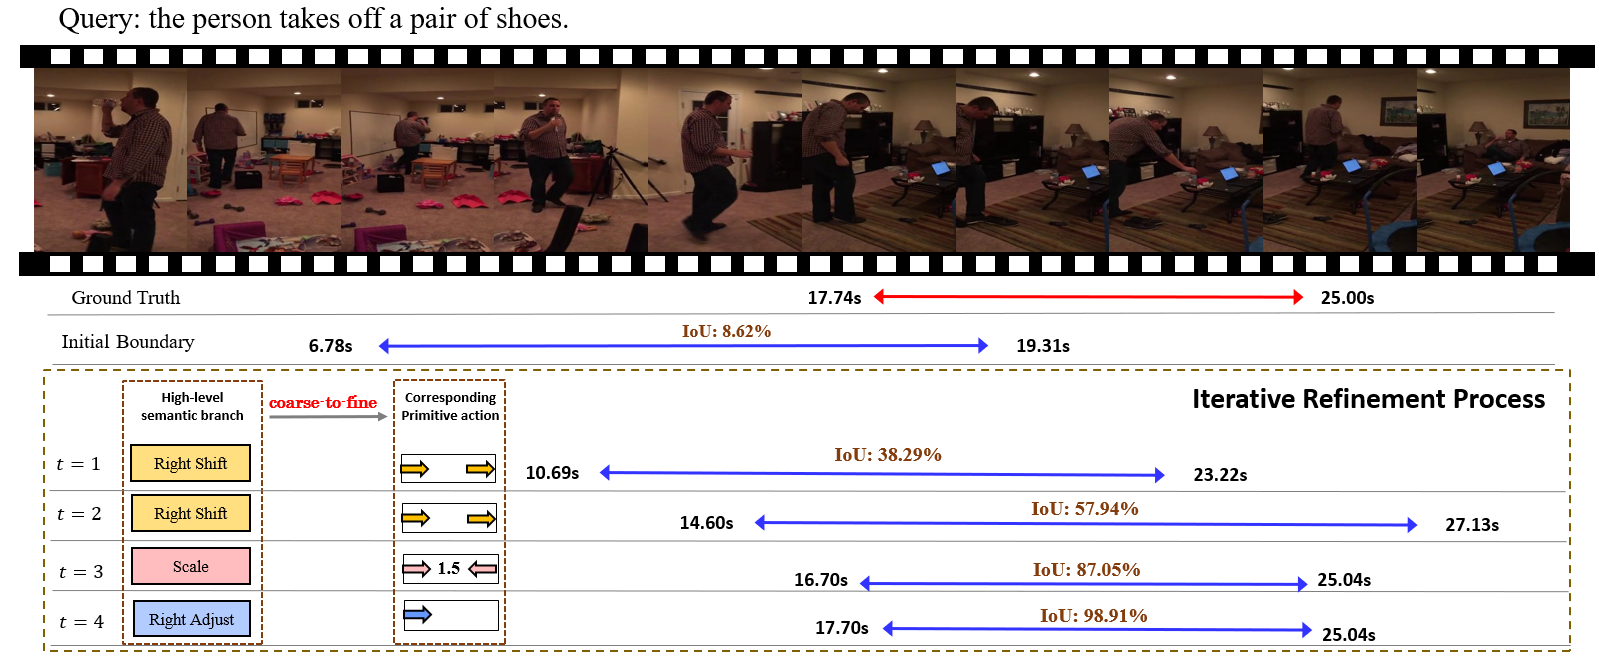 Query: the person takes off a pair of shoes.
Ground Truth
17.74s
25.00s
Initial Boundary
6.78s
IoU: 8.62%
19.31s
High-level
semantic branch
coarse-to-fine
Corresponding
Primitive action
Iterative Refinement Process
t = 1
Right Shift
10.69s
IoU: 38.29%
23.22s
t = 2
Right Shift
14.60s
IoU: 57.94%
27.13s
t = 3
Scale
1.5
16.70s
IoU: 87.05%
25.04s
t = 4
Right Adjust
17.70s
IoU: 98.91%
25.04s